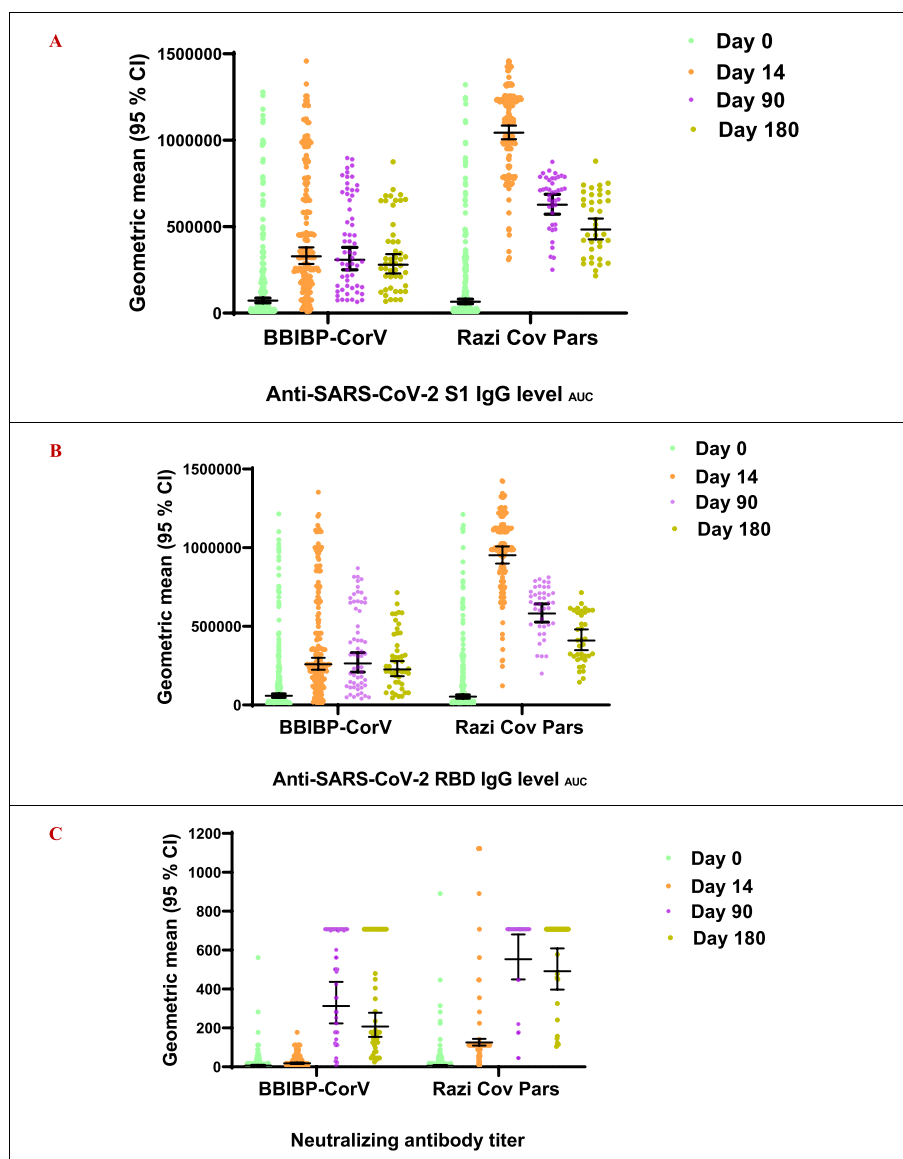 A
Geometric mean (95 % CI)
1500000
1000000
500000
0
BBIBP-CorV
Razi Cov Pars
Anti-SARS-CoV-2 S1 IgG level AUC
Day 0
Day 14
Day 90
Day 180
B
Geometric mean (95 % CI)
1500000
1000000
500000
0
BBIBP-CorV
Razi Cov Pars
Anti-SARS-CoV-2 RBD IgG level AUC
Day 0
Day 14
Day 90
Day 180
C
Geometric mean (95 % CI)
1200
1000
800
600
400
200
0
BBIBP-CorV
Razi Cov Pars
Neutralizing antibody titer
Day 0
Day 14
Day 90
Day 180